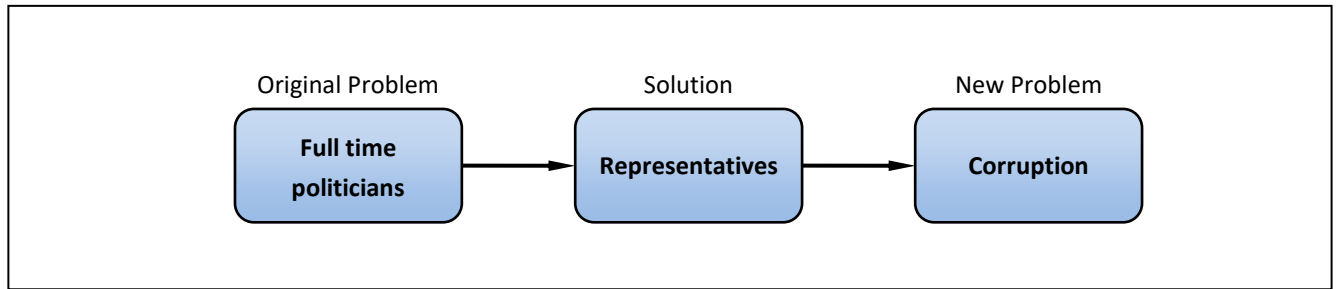 Original Problem
Solution
New Problem
Full time
politicians
Representatives
Corruption